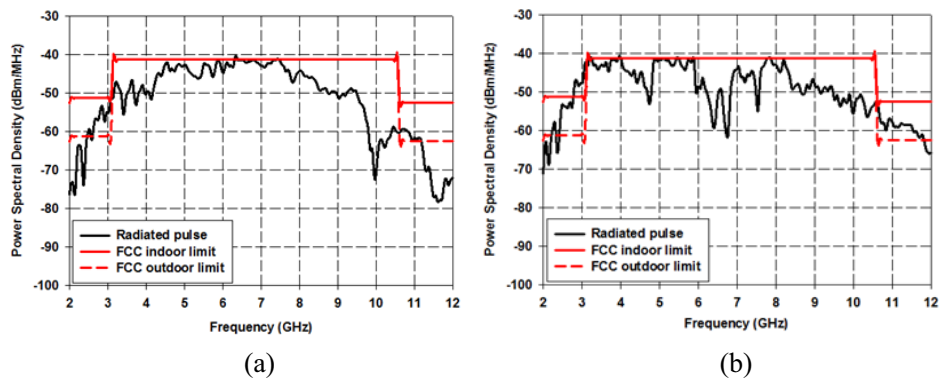 -30
-40
-50
-60
-70
-80
-90
-100
Power Spectral Density (dBm/MHz)
Radiated pulse
FCC indoor limit
FCC outdoor limit
2 3 4 5 6 7 8 9 10 11 12
Frequency (GHz)
(a)
-30
-40
-50
-60
-70
-80
-90
-100
Power Spectral Density (dBm/MHz)
Radiated pulse
FCC indoor limit
FCC outdoor limit
2 3 4 5 6 7 8 9 10 11 12
Frequency (GHz)
(b)